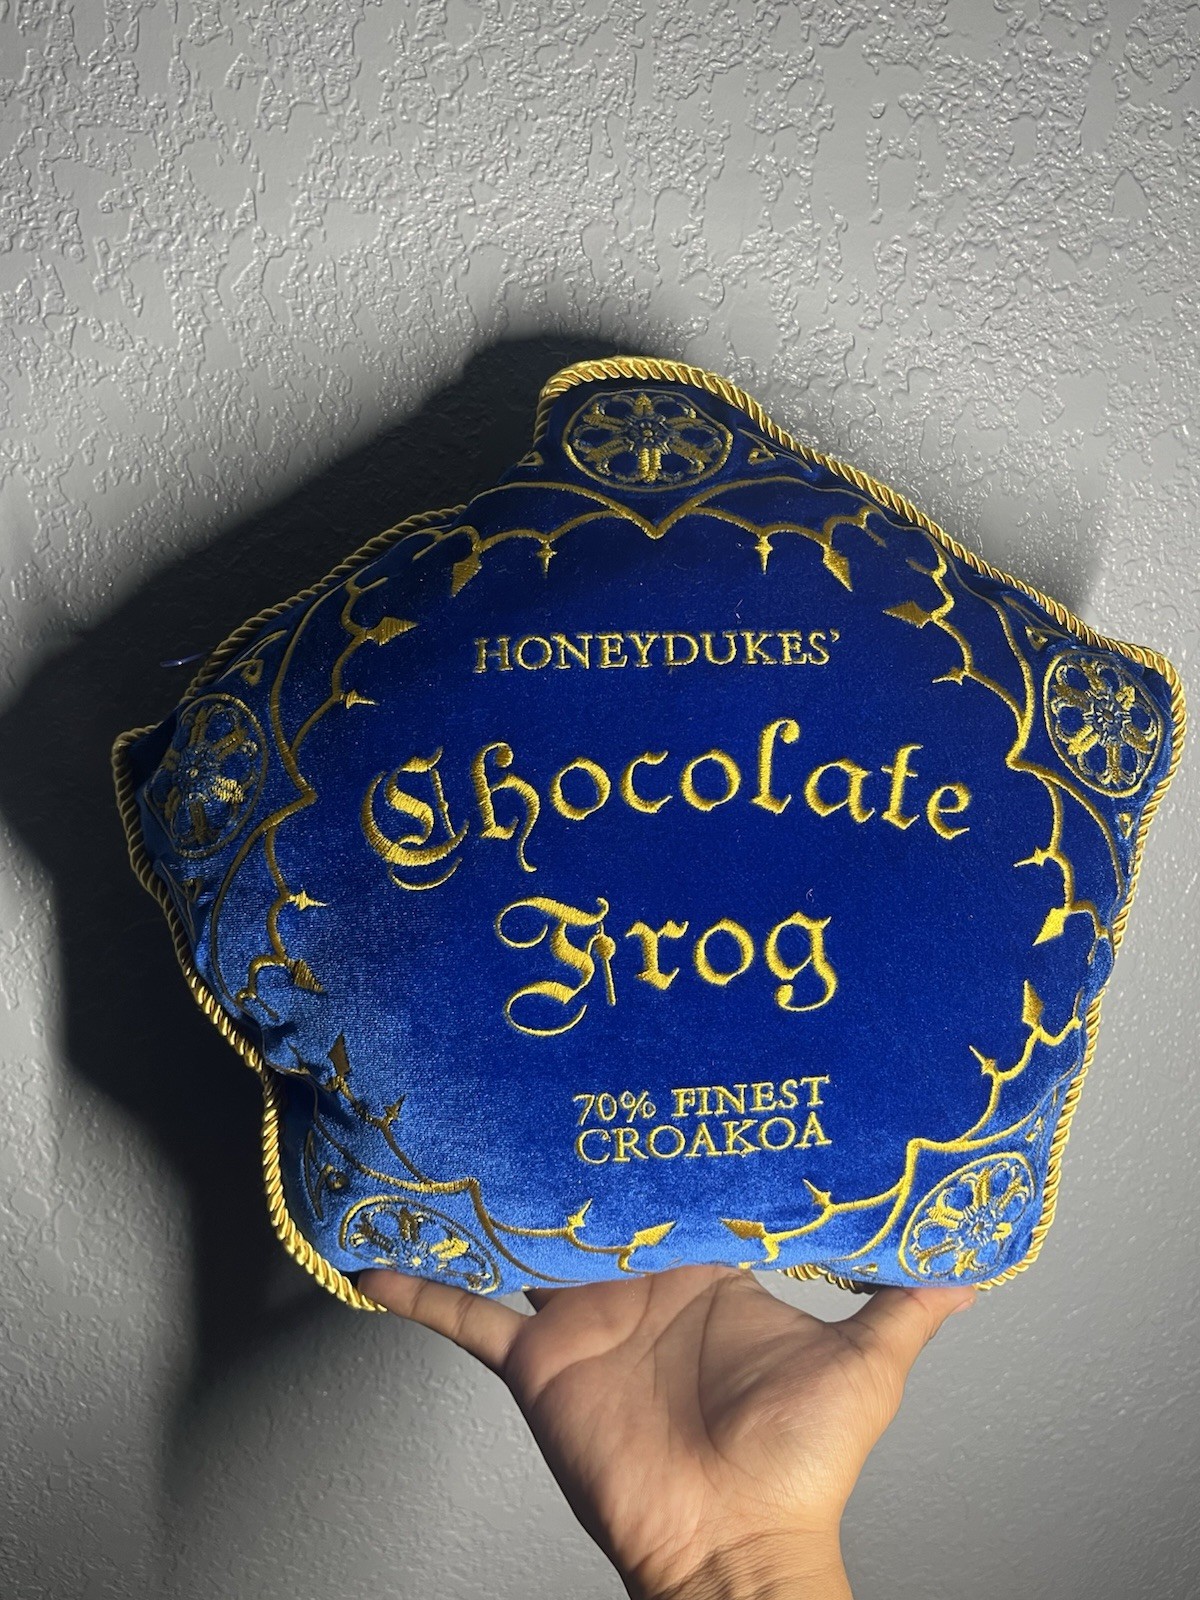 HONEYDUKES'
Chocolate
Frog
70% FINEST
CROAKOA